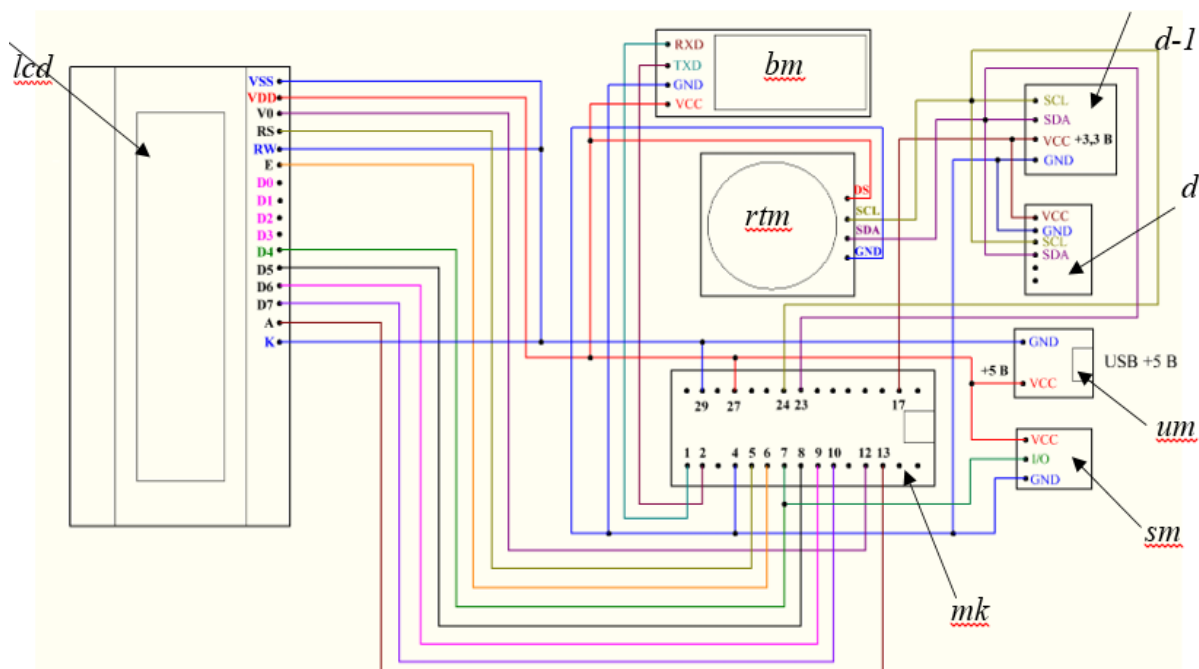 lcd
VSS
VDD
V0
RS
RW
E
D0
D1
D2
D3
D4
D5
D6
D7
A
K
RXD
TXD
GND
VCC
bm
rtm
DS
SCL
SDA
GND
d-1
SCL
SDA
VCC +3,3 В
GND
d
VCC
GND
SCL
SDA
GND
USB +5 В
+5 В
VCC
um
VCC
I/O
GND
sm
29 27 24 23 17
1 2 4 5 6 7 8 9 10 12 13
mk